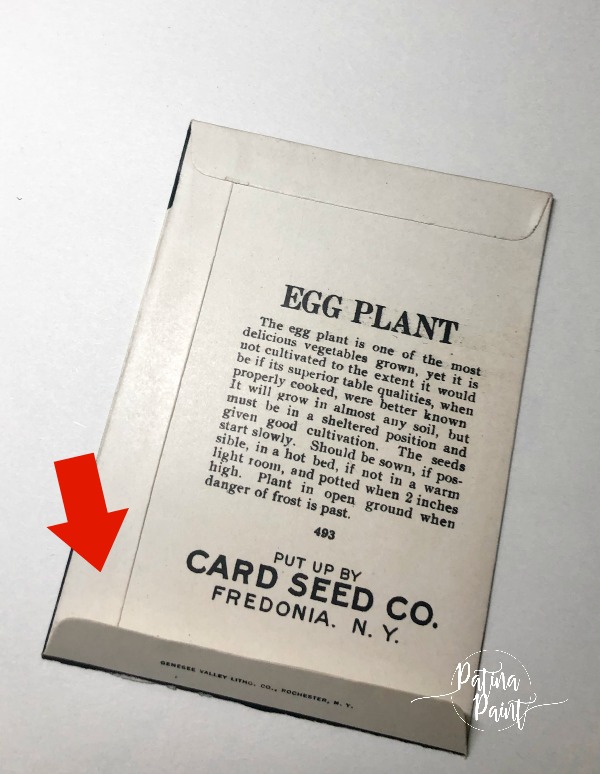 EGG PLANT
The egg plant is one of the most
delicious vegetables grown, yet it is
not cultivated to the extent it would
be if its superior table qualities, when
properly cooked, were better known
It will grow in almost any soil, but
must be in a sheltered position and
given good cultivation. The seeds
start slowly. Should be sown, if pos-
sible, in a hot bed, if not in a warm
light room, and potted when 2 inches
high. Plant in open ground when
danger of frost is past.
493
PUT UP BY
CARD SEED CO.
FREDONIA. N. Y.
GENESEE VALLEY LITHO. CO., ROCHESTER, N. Y.
Patina
Paint